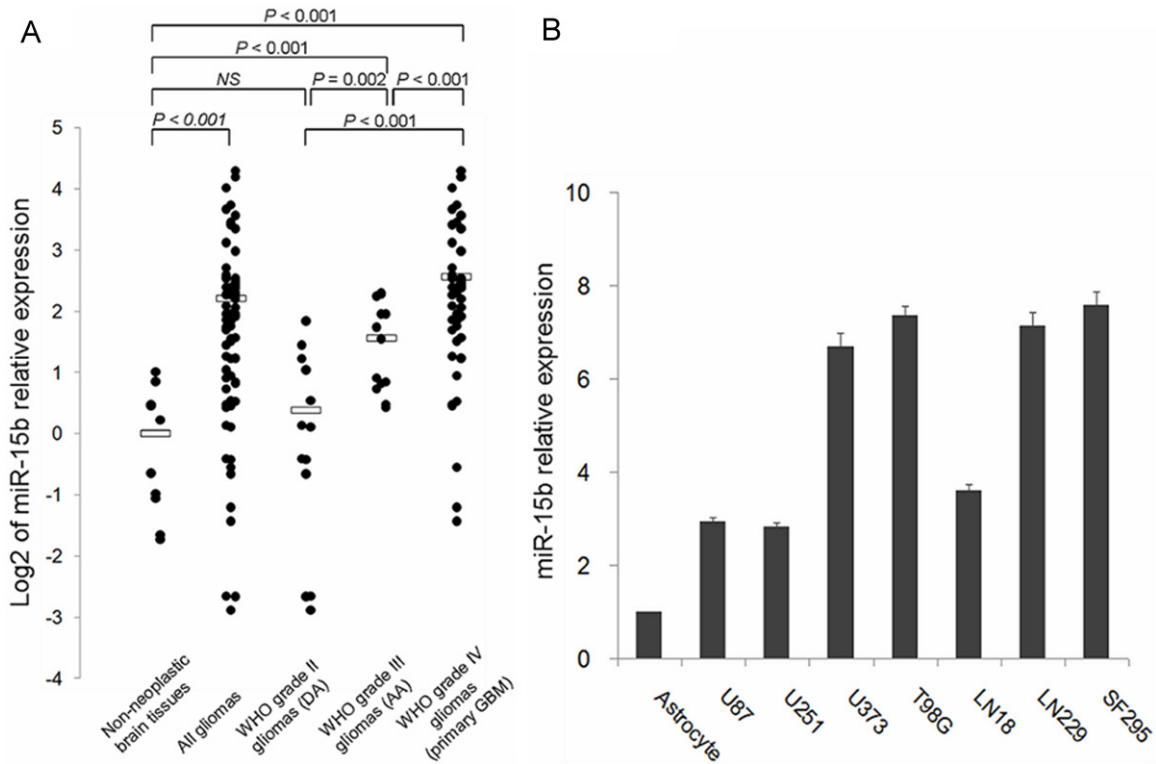 A
P < 0.001
P < 0.001
NS
P = 0.002
P < 0.001
P < 0.001
P < 0.001
Log2 of miR-15b relative expression
5
4
3
2
1
0
-1
-2
-3
-4
Non-neoplastic
brain tissues
All gliomas
WHO grade II
gliomas (DA)
WHO grade III
gliomas (AA)
WHO grade IV
gliomas
(primary GBM)
B
miR-15b relative expression
10
8
6
4
2
0
Astrocyte
U87
U251
U373
T98G
LN18
LN229
SF295